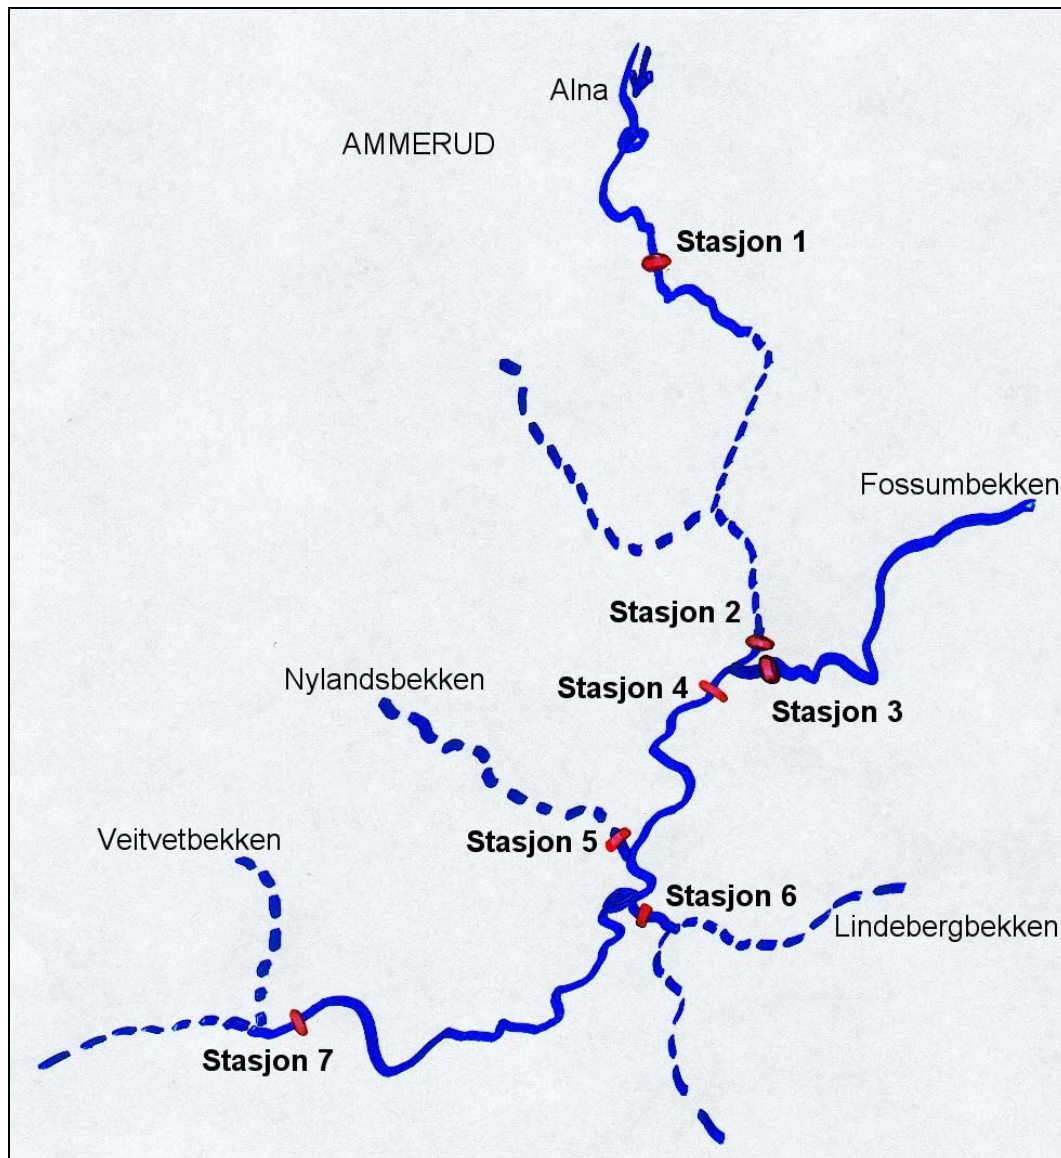 Alna
AMMERUD
Stasjon 1
Fossumbekken
Stasjon 2
Nylandsbekken
Stasjon 4
Stasjon 3
Veitvetbekken
Stasjon 5
Stasjon 6
Lindebergbekken
Stasjon 7